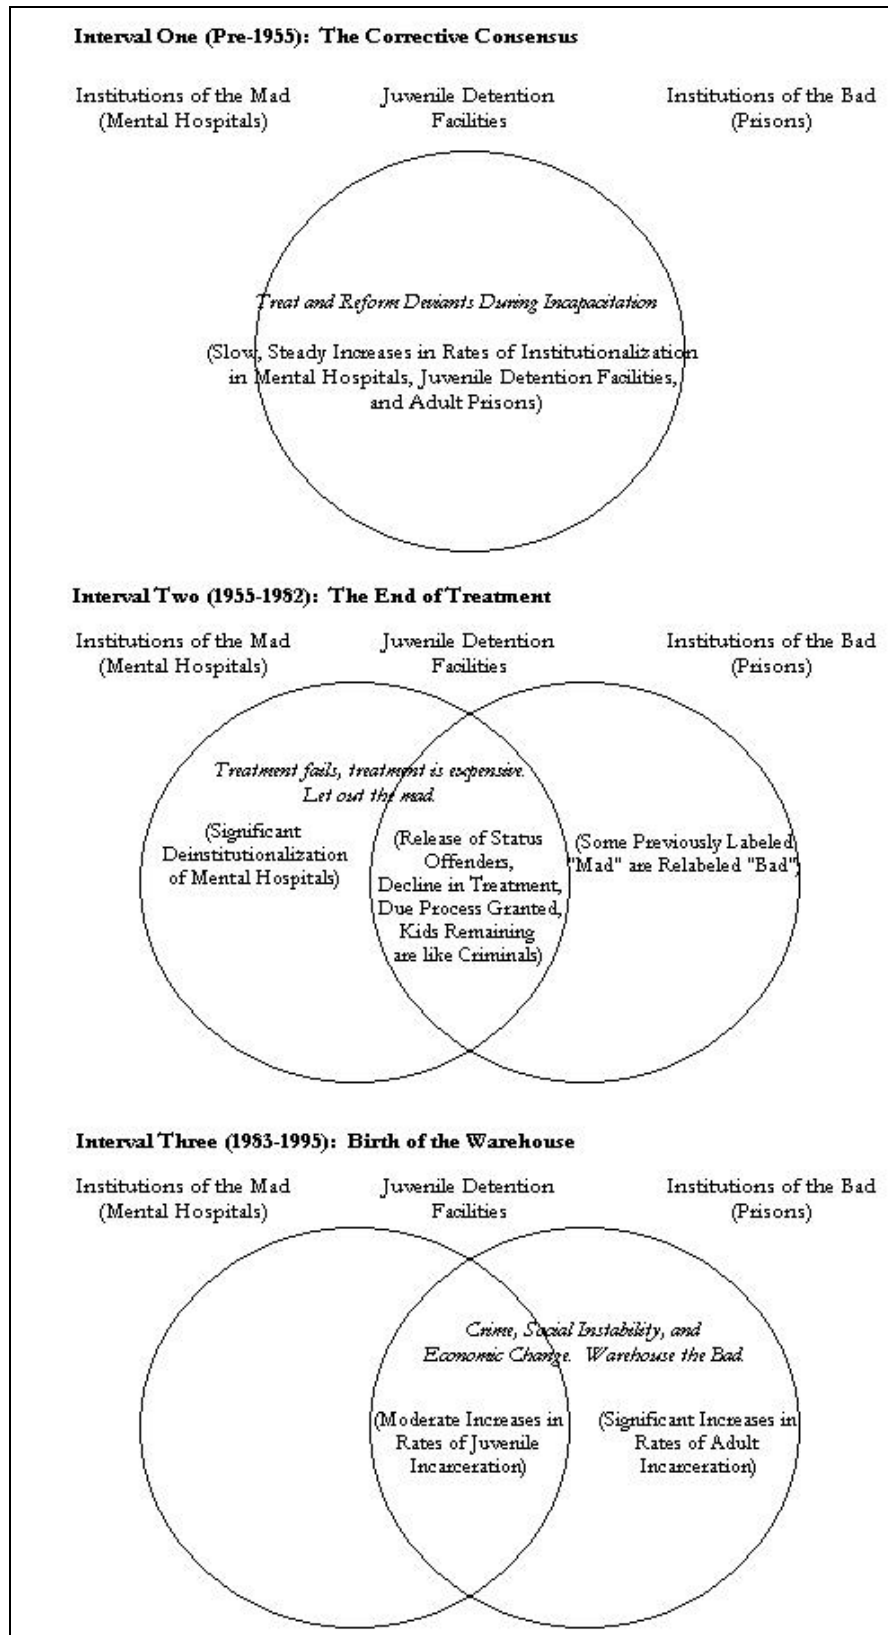 Interval One (Pre-1955): The Corrective Consensus
Institutions of the Mad
(Mental Hospitals)
Juvenile Detention
Facilities
Institutions of the Bad
(Prisons)
Treat and Reform Deviants During Incapacitation
(Slow, Steady Increases in Rates of Institutionalization
in Mental Hospitals, Juvenile Detention Facilities,
and Adult Prisons)
Interval Two (1955-1982): The End of Treatment
Institutions of the Mad
(Mental Hospitals)
Juvenile Detention
Facilities
Institutions of the Bad
(Prisons)
Treatment fails, treatment is expensive.
Let out the mad.
(Significant
Deinstitutionalization
of Mental Hospitals)
(Release of Status
Offenders,
Decline in Treatment,
Due Process Granted,
Kids Remaining
are like Criminals)
(Some Previously Labeled
"Mad" are Relabeled "Bad")
Interval Three (1983-1995): Birth of the Warehouse
Institutions of the Mad
(Mental Hospitals)
Juvenile Detention
Facilities
Institutions of the Bad
(Prisons)
Crime, Social Instability, and
Economic Change. Warehouse the Bad.
(Moderate Increases in
Rates of Juvenile
Incarceration)
(Significant Increases in
Rates of Adult
Incarceration)